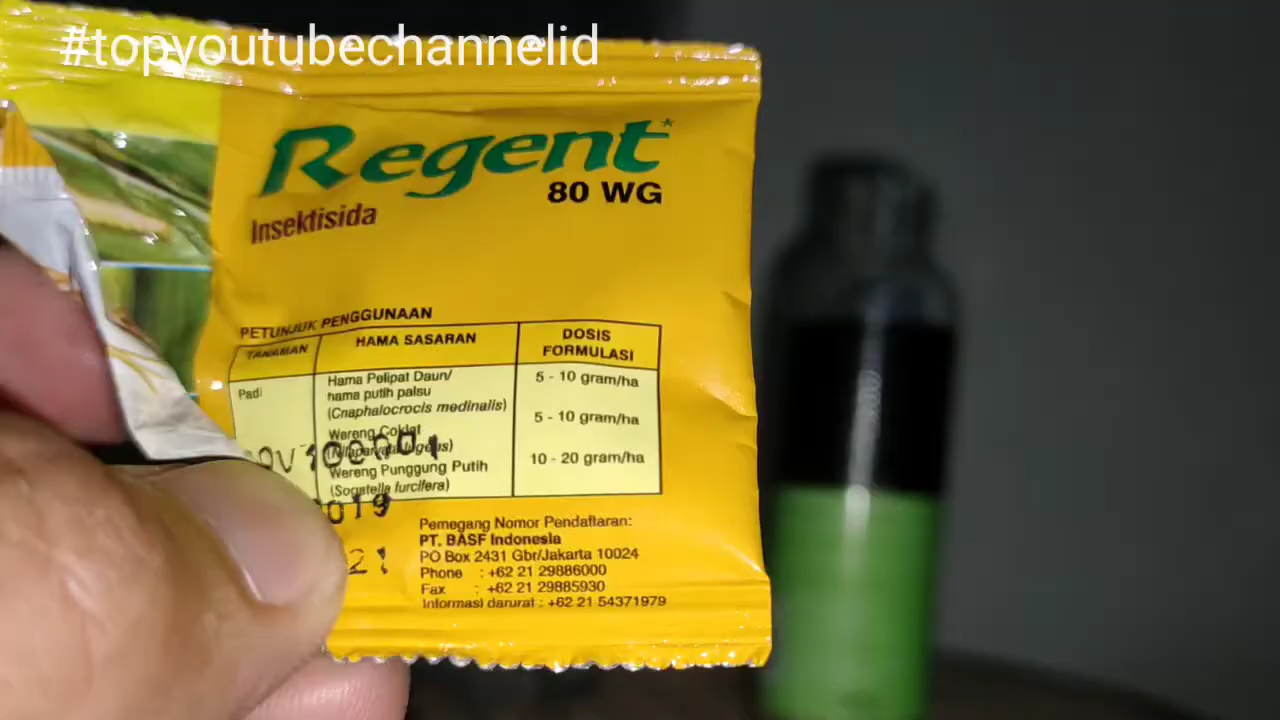 #topyoutubechannelid
Regent*
80 WG
Insektisida
PETUNJUK PENGGUNAAN
TANAMAN HAMA SASARAN DOSIS FORMULASI
Padi Hama Pelipat Daun/ 5 - 10 gram/ha
hama putih palsu
(Cnaphalocrocis medinalis)
Wereng Coklat 5 - 10 gram/ha
Wereng Punggung Putih 10 - 20 gram/ha
(Sogatella furcifera)
Pemegang Nomor Pendaftaran:
PT. BASF Indonesia
PO Box 2431 Gbr/Jakarta 10024
Phone : +62 21 29886000
Fax : +62 21 29885930
Informasi darurat : +62 21 54371979